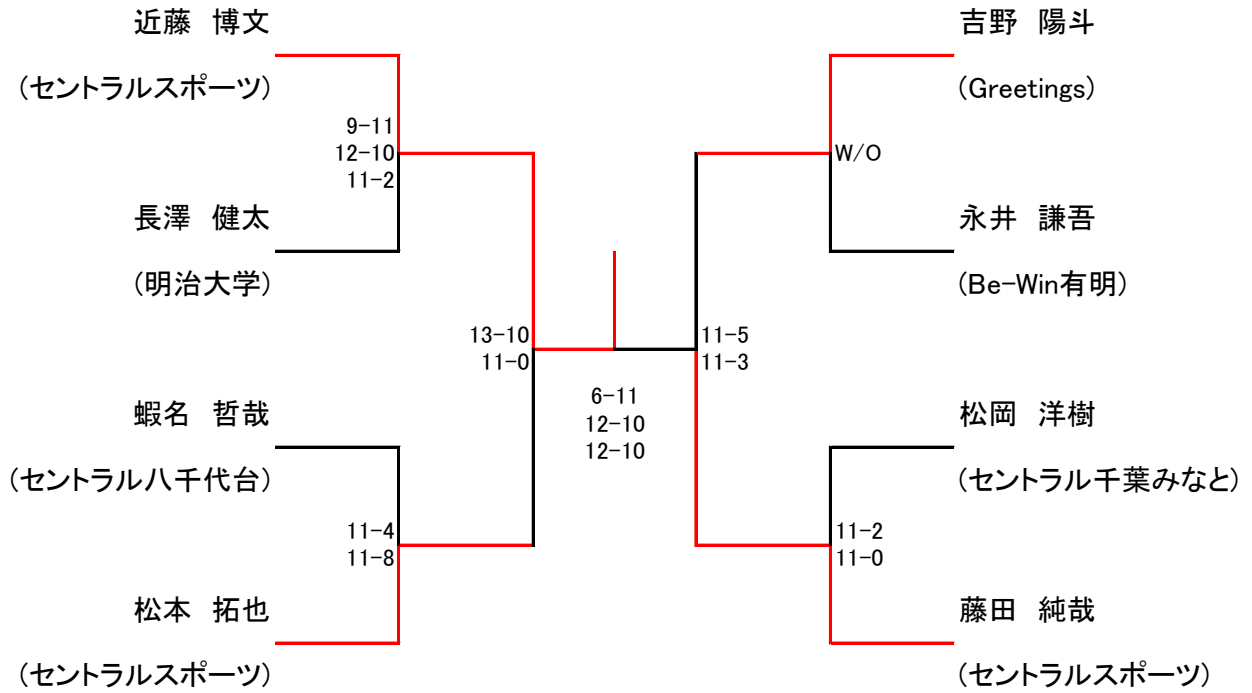 近藤 博文
(セントラルスポーツ)
9-11
12-10
11-2
長澤 健太
(明治大学)
13-10
11-0
蝦名 哲哉
(セントラル八千代台)
11-4
11-8
松本 拓也
(セントラルスポーツ)
6-11
12-10
12-10
吉野 陽斗
(Greetings)
W/O
永井 謙吾
(Be-Win有明)
11-5
11-3
松岡 洋樹
(セントラル千葉みなと)
11-2
11-0
藤田 純哉
(セントラルスポーツ)